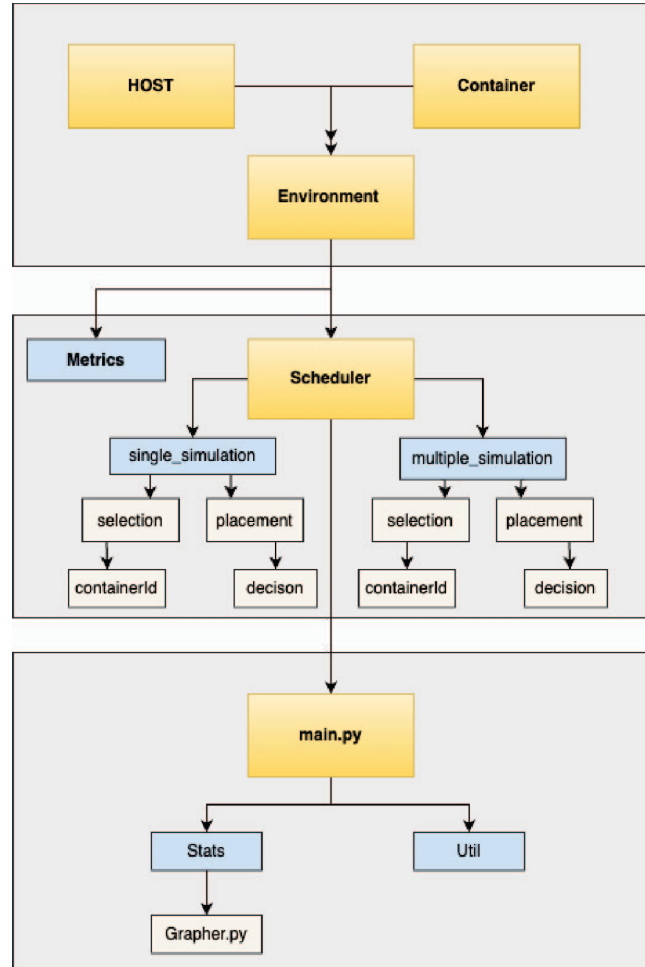 HOST
Container
Environment
Metrics
Scheduler
single_simulation
multiple_simulation
selection
placement
selection
placement
containerId
decison
containerId
decision
main.py
Stats
Util
Grapher.py